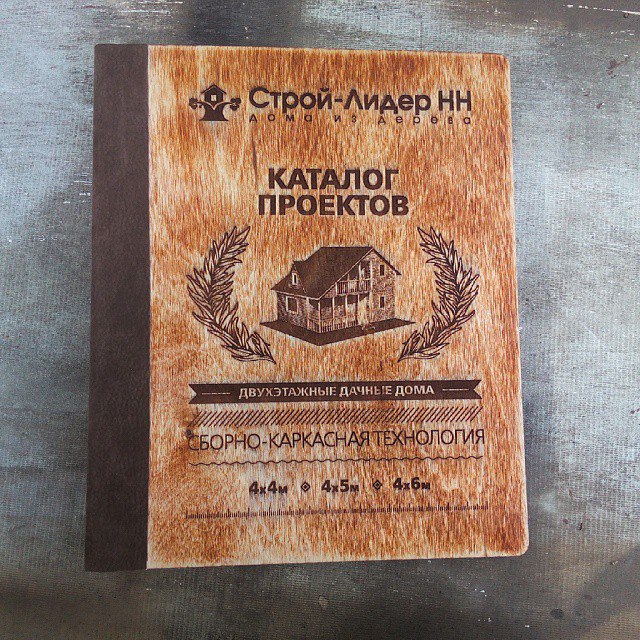 Строй-Лидер НН
дома из дерева
КАТАЛОГ
ПРОЕКТОВ
ДВУХЭТАЖНЫЕ ДАЧНЫЕ ДОМА
СБОРНО-КАРКАСНАЯ ТЕХНОЛОГИЯ
4х4м 4х5м 4х6м